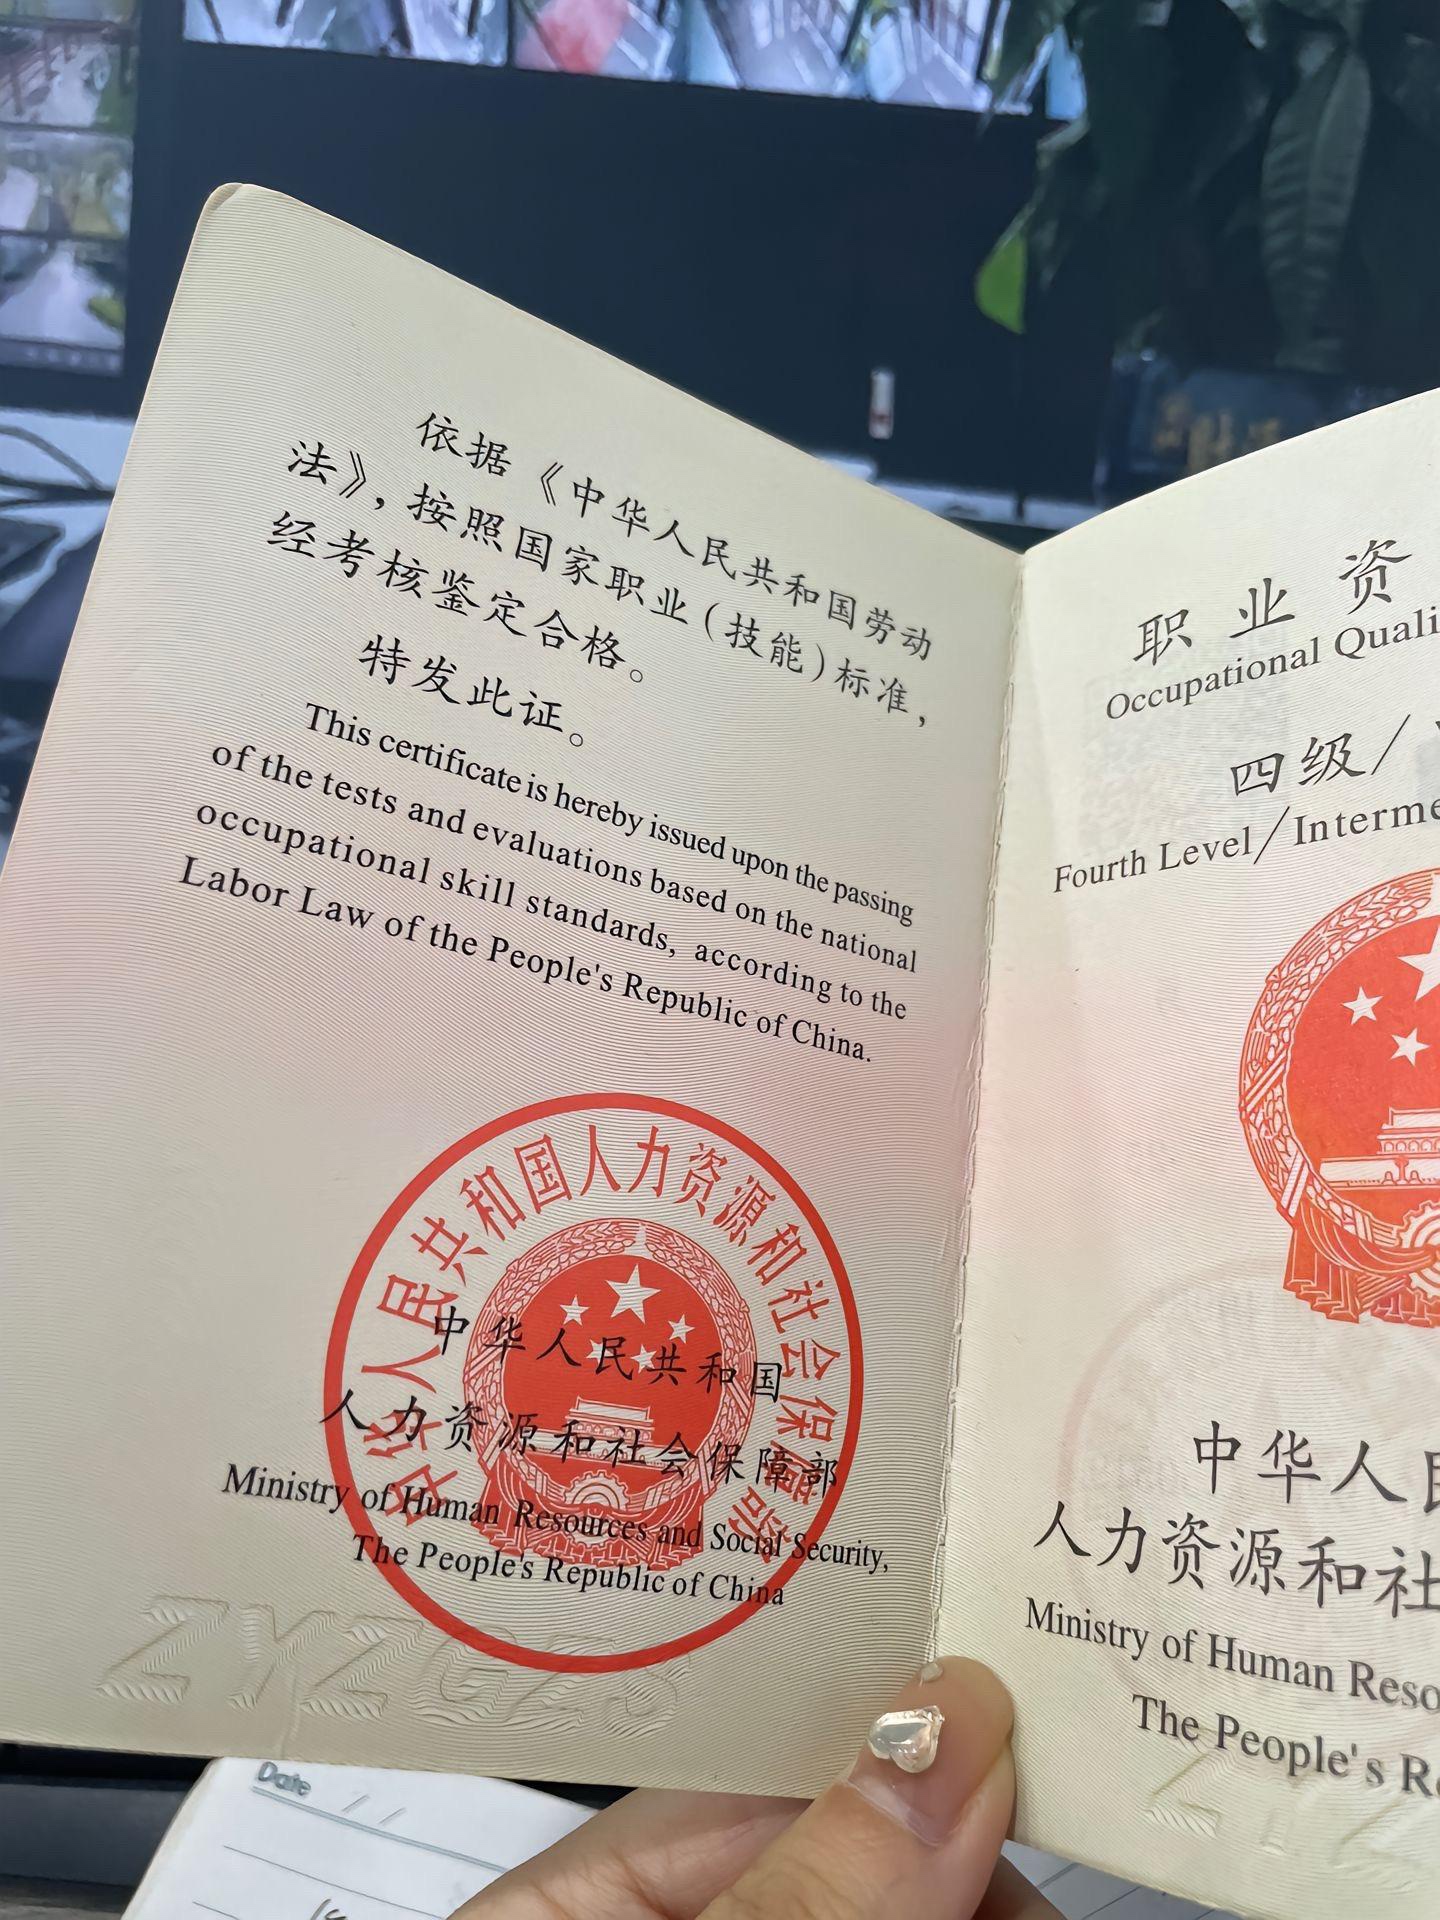 依据《中华人民共和国劳动
法》，按照国家职业(技能)标准，
经考核鉴定合格。
特发此证。
This certificate is hereby issued upon the passing
of the tests and evaluations based on the national
occupational skill standards, according to the
Labor Law of the People's Republic of China.
中华人民共和国人力资源和社会保障部
中华人民共和国
人力资源和社会保障部
Ministry of Human Resources and Social Security,
The People's Republic of China
职业资
Occupational Quali
四级/
Fourth Level/Interme
中华人民
人力资源和社
Ministry of Human Reso
The People's Re
Date